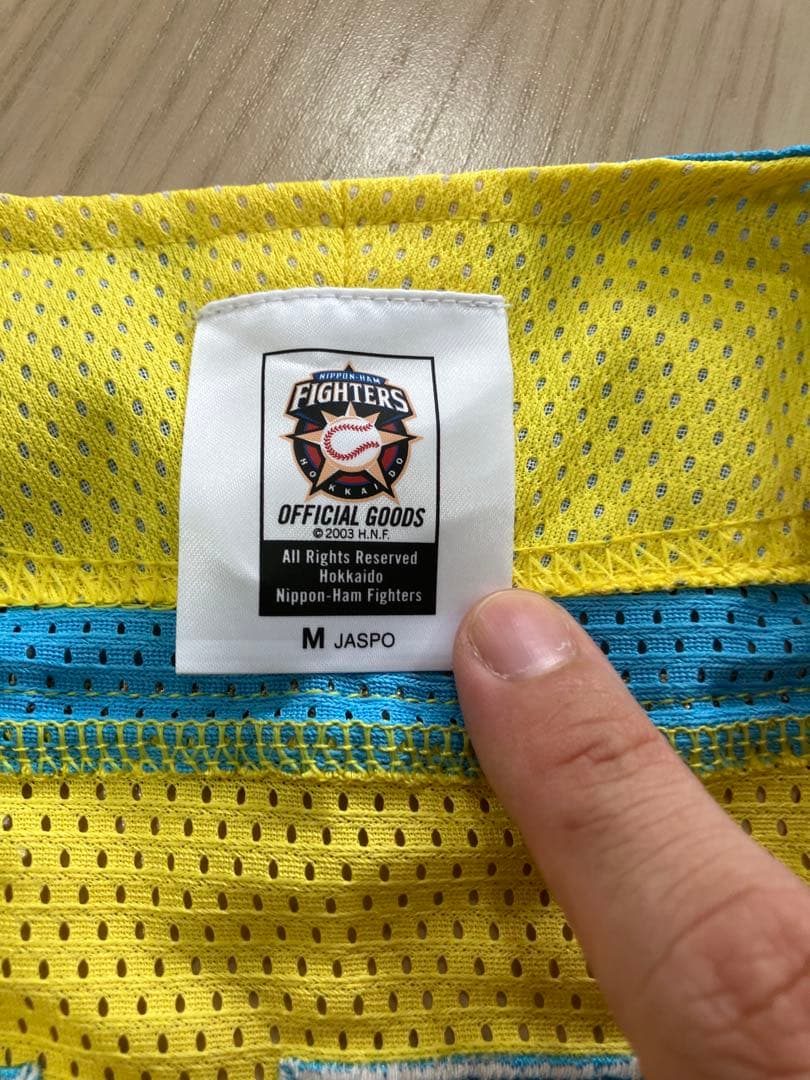 NIPPON-HAM
FIGHTERS
HOKKAIDO
OFFICIAL GOODS
© 2003 H.N.F.
All Rights Reserved
Hokkaido
Nippon-Ham Fighters
M JASPO